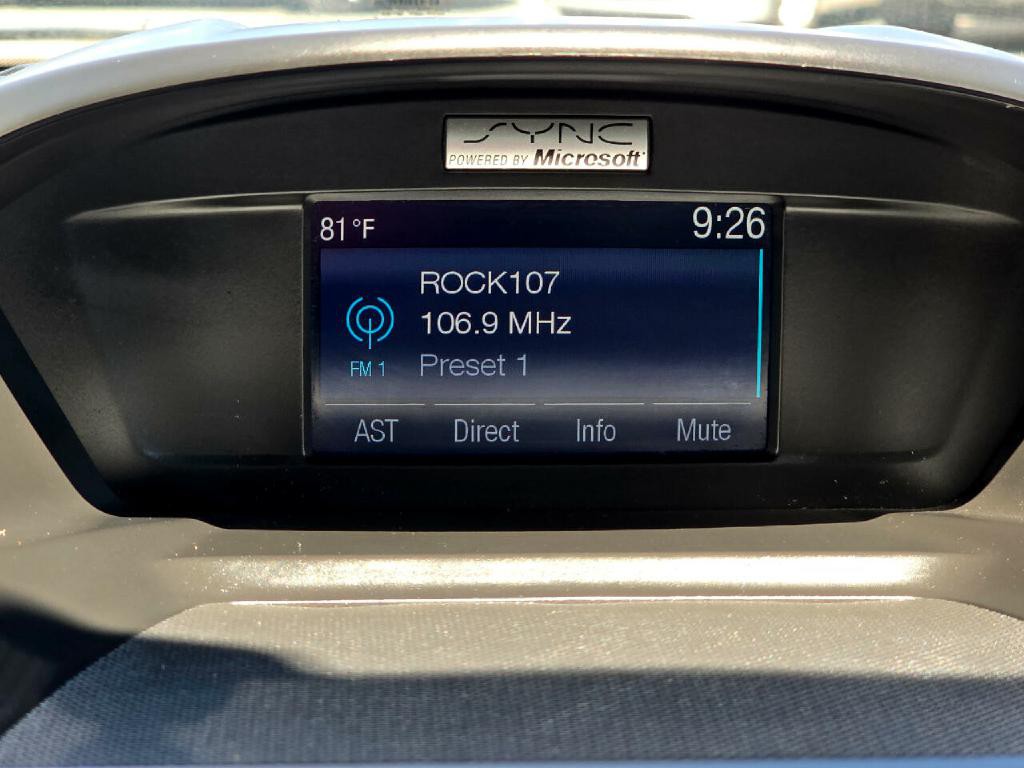 SYNC
POWERED BY Microsoft
81°F 9:26
ROCK107
106.9 MHz
FM 1 Preset 1
AST Direct Info Mute